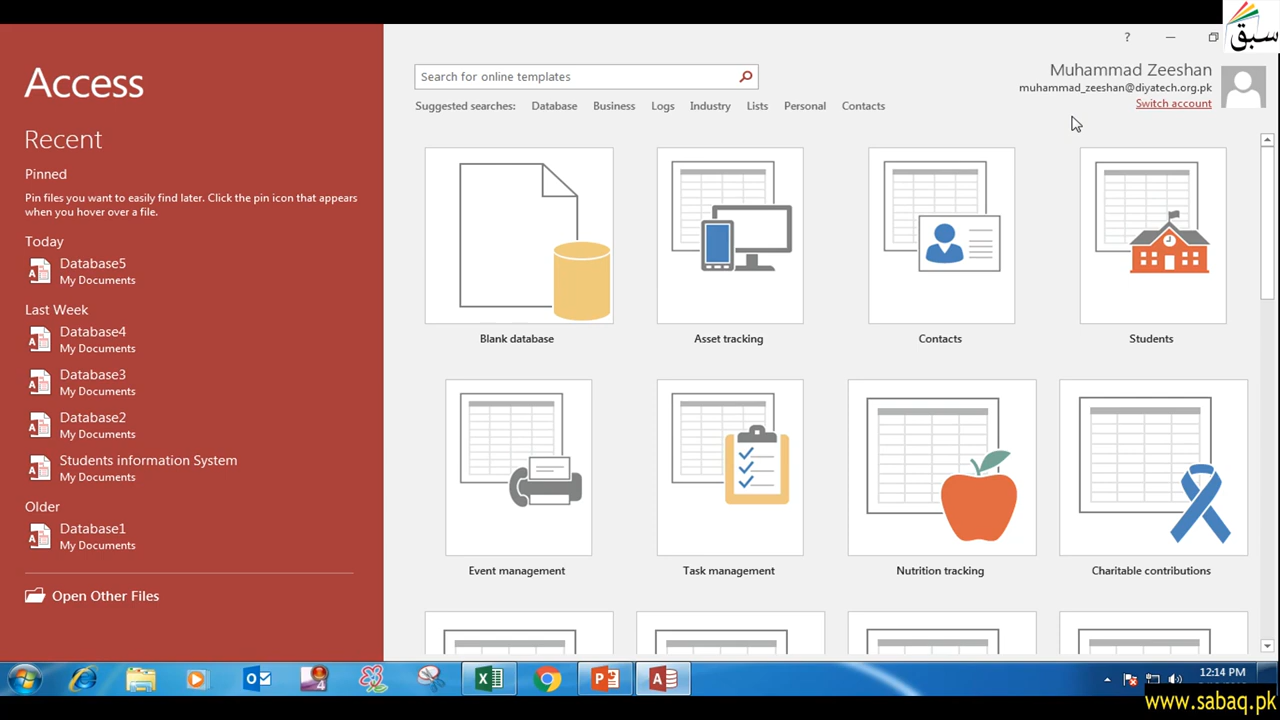 سبق
?
Access
Search for online templates
Muhammad Zeeshan
muhammad_zeeshan@diyatech.org.pk
Switch account
Suggested searches: Database Business Logs Industry Lists Personal Contacts
Recent
Pinned
Pin files you want to easily find later. Click the pin icon that appears
when you hover over a file.
Today
Database5
My Documents
Last Week
Database4
My Documents
Database3
My Documents
Database2
My Documents
Students information System
My Documents
Older
Database1
My Documents
Open Other Files
Blank database
Asset tracking
Contacts
Students
Event management
Task management
Nutrition tracking
Charitable contributions
12:14 PM
www.sabaq.pk